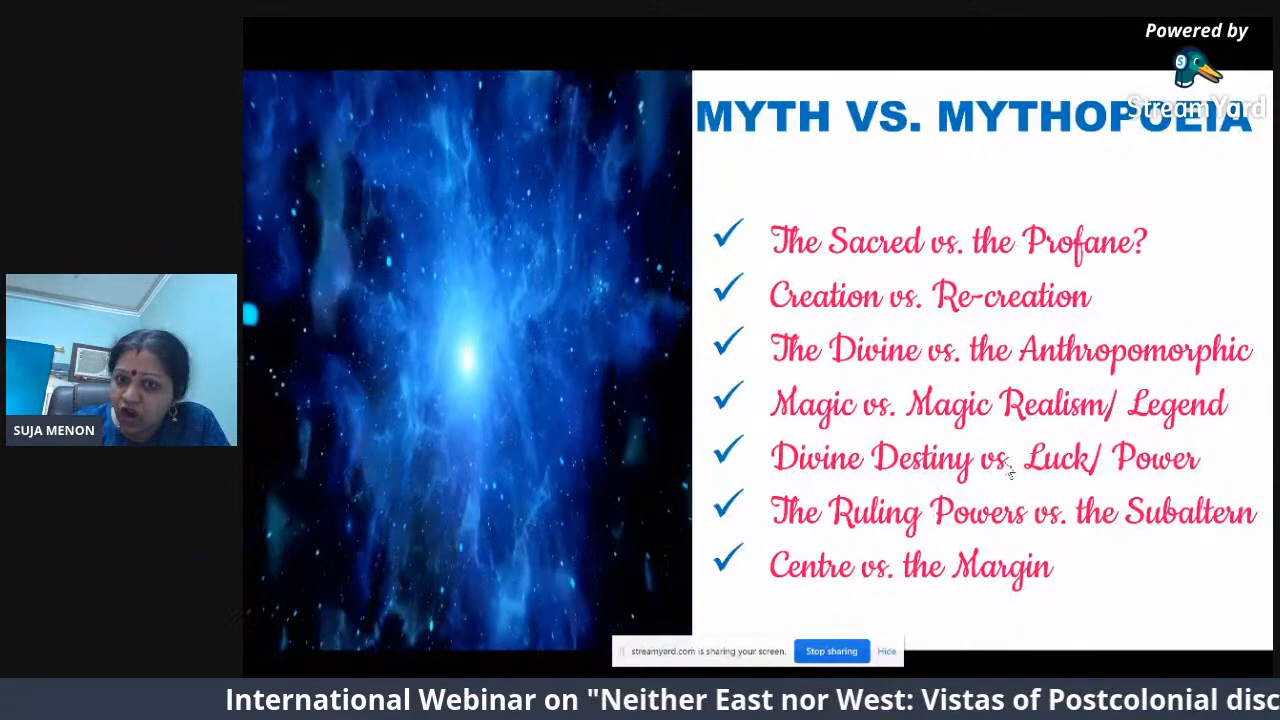 Powered by
StreamYard
MYTH VS. MYTHOPOEIA
The Sacred vs. the Profane?
Creation vs. Re-creation
The Divine vs. the Anthropomorphic
Magic vs. Magic Realism/ Legend
Divine Destiny vs. Luck/ Power
The Ruling Powers vs. the Subaltern
Centre vs. the Margin
SUJA MENON
streamyard.com is sharing your screen. Stop sharing Hide
International Webinar on "Neither East nor West: Vistas of Postcolonial disc